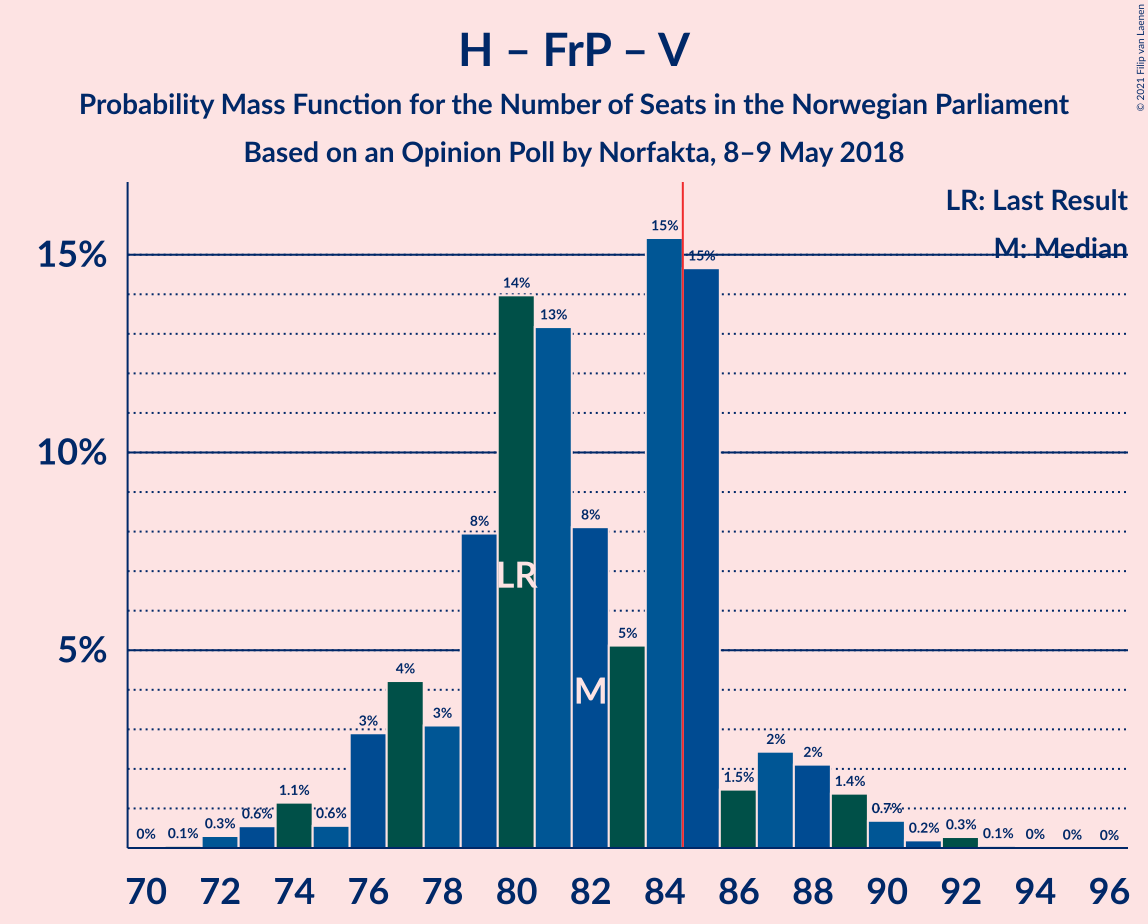 H – FrP – V
Probability Mass Function for the Number of Seats in the Norwegian Parliament
Based on an Opinion Poll by Norfakta, 8–9 May 2018
© 2021 Filip van Laenen
LR: Last Result
M: Median
15%
10%
5%
0% 0.1% 0.3% 0.6% 1.1% 0.6% 3% 4% 3% 8% 14% 13% 8% 5% 15% 15% 1.5% 2% 2% 1.4% 0.7% 0.2% 0.3% 0.1% 0% 0% 0%
LR
M
70 72 74 76 78 80 82 84 86 88 90 92 94 96